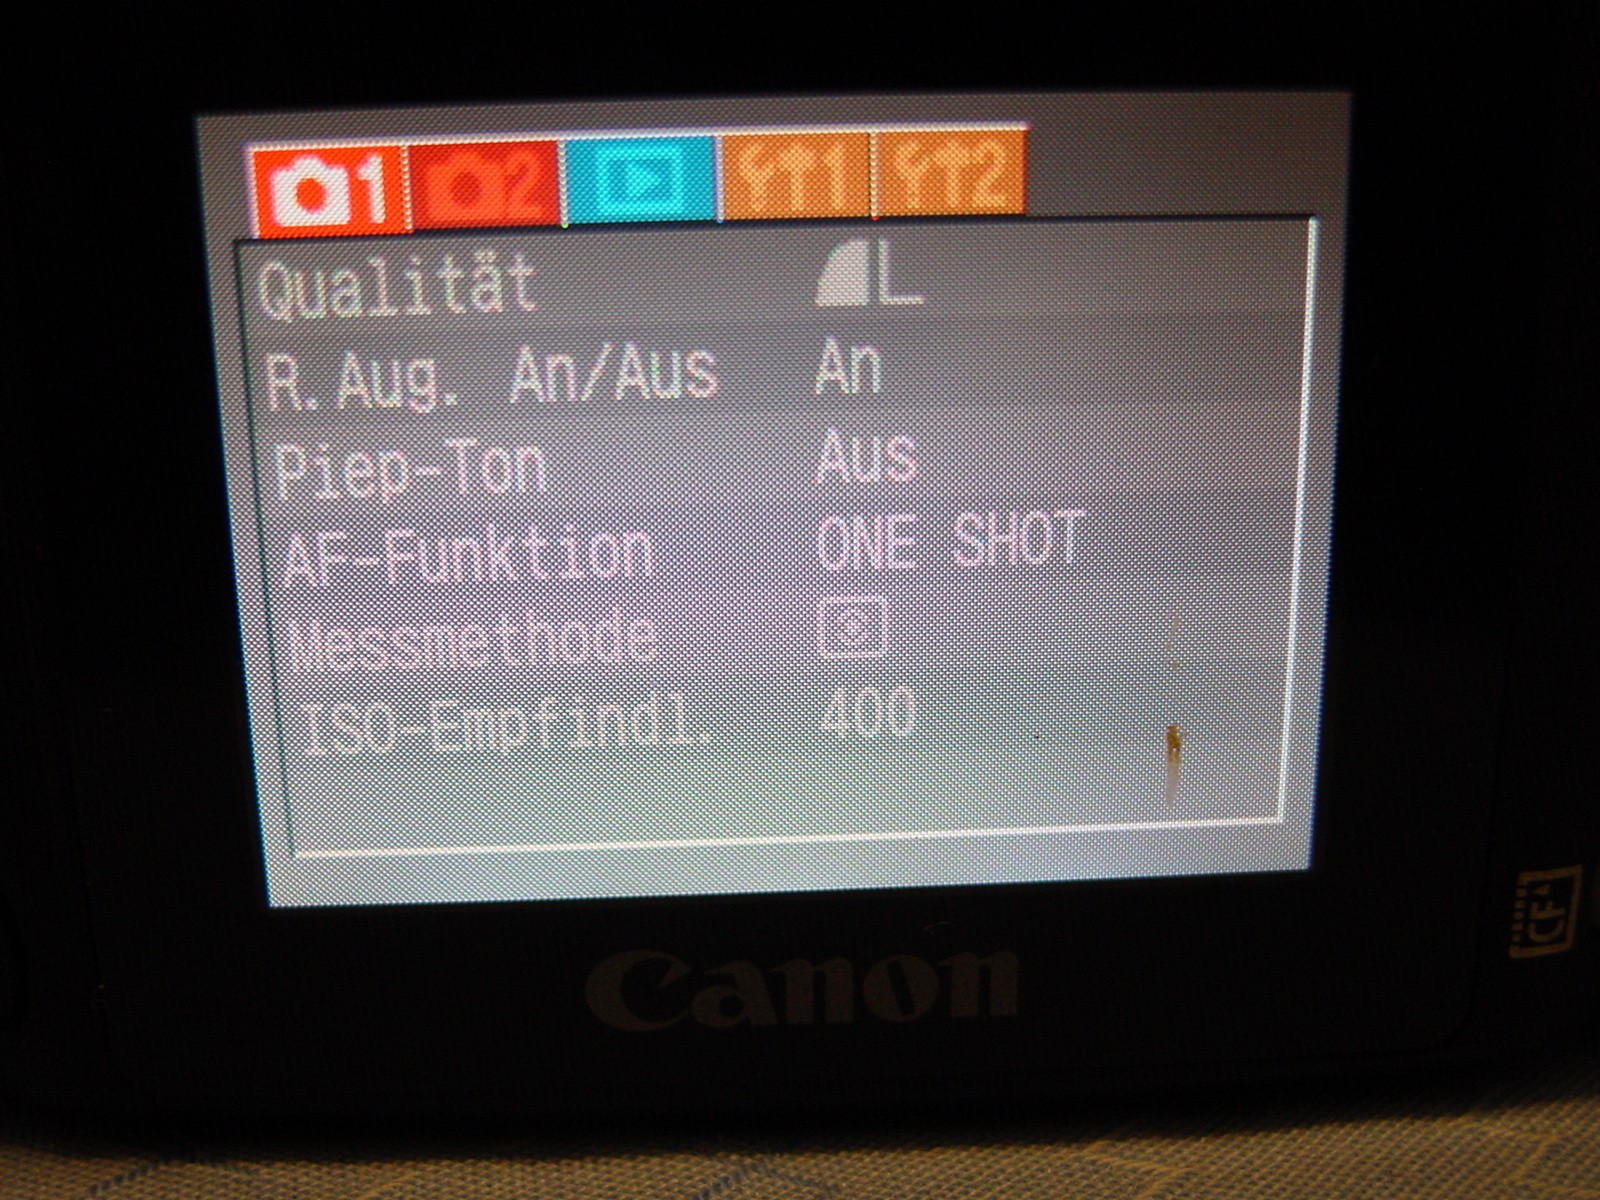 1 2 1 2
Qualität L
R.Aug. An/Aus An
Piep-Ton Aus
AF-Funktion ONE SHOT
Messmethode
ISO-Empfindl. 400
Canon
CF